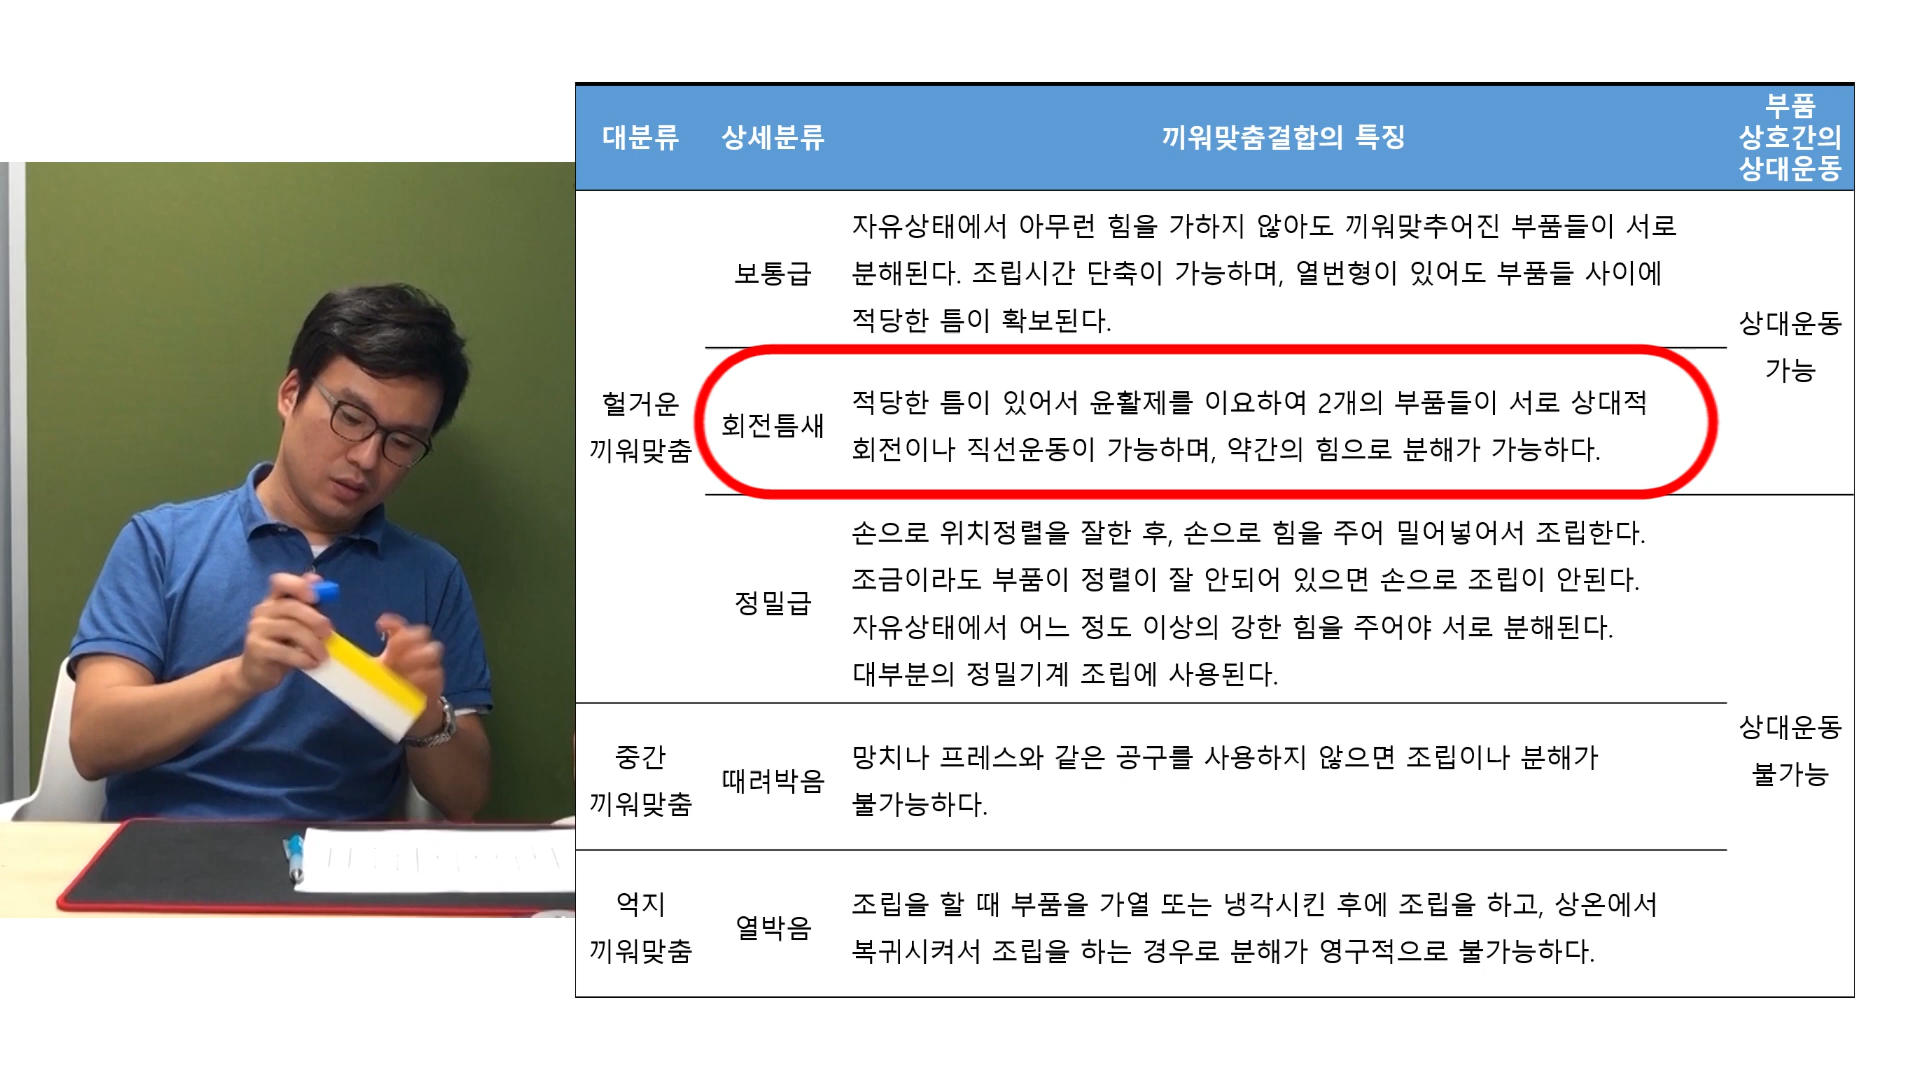 대분류
상세분류
끼워맞춤결합의 특징
부품
상호간의
상대운동
헐거운
끼워맞춤
보통급
자유상태에서 아무런 힘을 가하지 않아도 끼워맞추어진 부품들이 서로
분해된다. 조립시간 단축이 가능하며, 열번형이 있어도 부품들 사이에
적당한 틈이 확보된다.
상대운동
가능
회전틈새
적당한 틈이 있어서 윤활제를 이요하여 2개의 부품들이 서로 상대적
회전이나 직선운동이 가능하며, 약간의 힘으로 분해가 가능하다.
정밀급
손으로 위치정렬을 잘한 후, 손으로 힘을 주어 밀어넣어서 조립한다.
조금이라도 부품이 정렬이 잘 안되어 있으면 손으로 조립이 안된다.
자유상태에서 어느 정도 이상의 강한 힘을 주어야 서로 분해된다.
대부분의 정밀기계 조립에 사용된다.
상대운동
불가능
중간
끼워맞춤
때려박음
망치나 프레스와 같은 공구를 사용하지 않으면 조립이나 분해가
불가능하다.
억지
끼워맞춤
열박음
조립을 할 때 부품을 가열 또는 냉각시킨 후에 조립을 하고, 상온에서
복귀시켜서 조립을 하는 경우로 분해가 영구적으로 불가능하다.